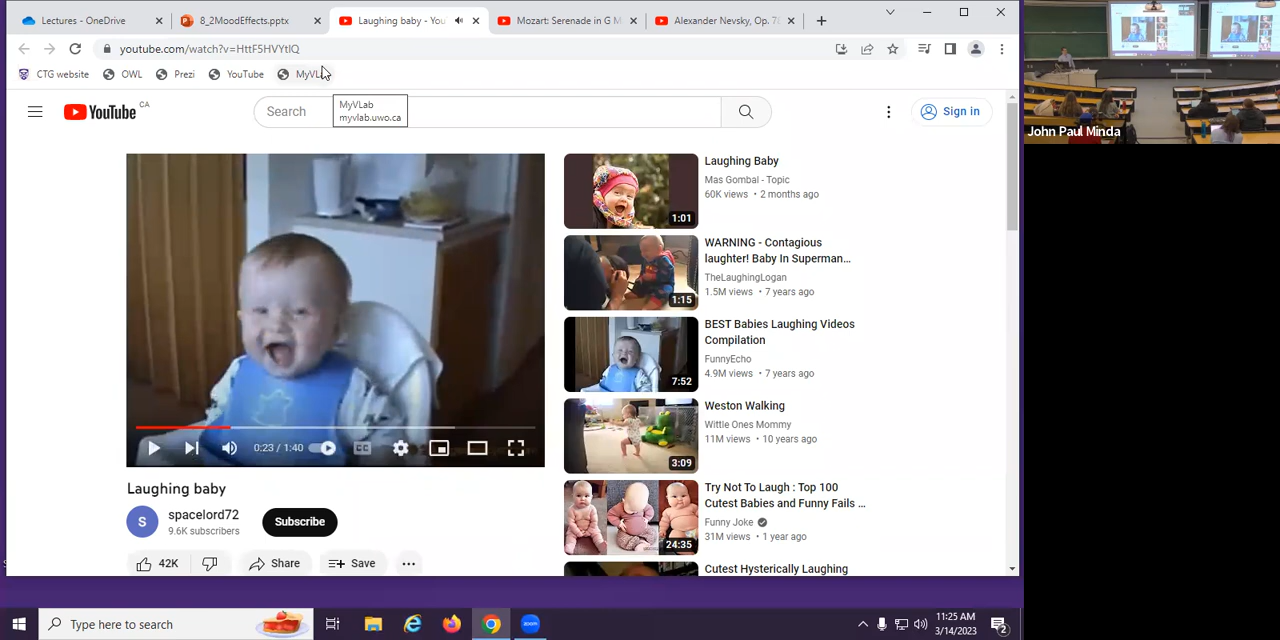 Lectures - OneDrive
8_2MoodEffects.pptx
Laughing baby - You
Mozart: Serenade in G M
Alexander Nevsky, Op. 78
youtube.com/watch?v=HttF5HVYtlQ
CTG website
OWL
Prezi
YouTube
MyVLab
MyVLab
myvlab.uwo.ca
YouTube CA
Search
Sign in
0:23 / 1:40
CC
Laughing baby
S
spacelord72
9.6K subscribers
Subscribe
42K
Share
Save
1:01
Laughing Baby
Mas Gombal - Topic
60K views • 2 months ago
1:15
WARNING - Contagious
laughter! Baby In Superman...
TheLaughingLogan
1.5M views • 7 years ago
7:52
BEST Babies Laughing Videos
Compilation
FunnyEcho
4.9M views • 7 years ago
3:09
Weston Walking
Wittle Ones Mommy
11M views • 10 years ago
24:35
Try Not To Laugh : Top 100
Cutest Babies and Funny Fails ...
Funny Joke
31M views • 1 year ago
Cutest Hysterically Laughing
John Paul Minda
Type here to search
zoom
11:25 AM
3/14/2023
2